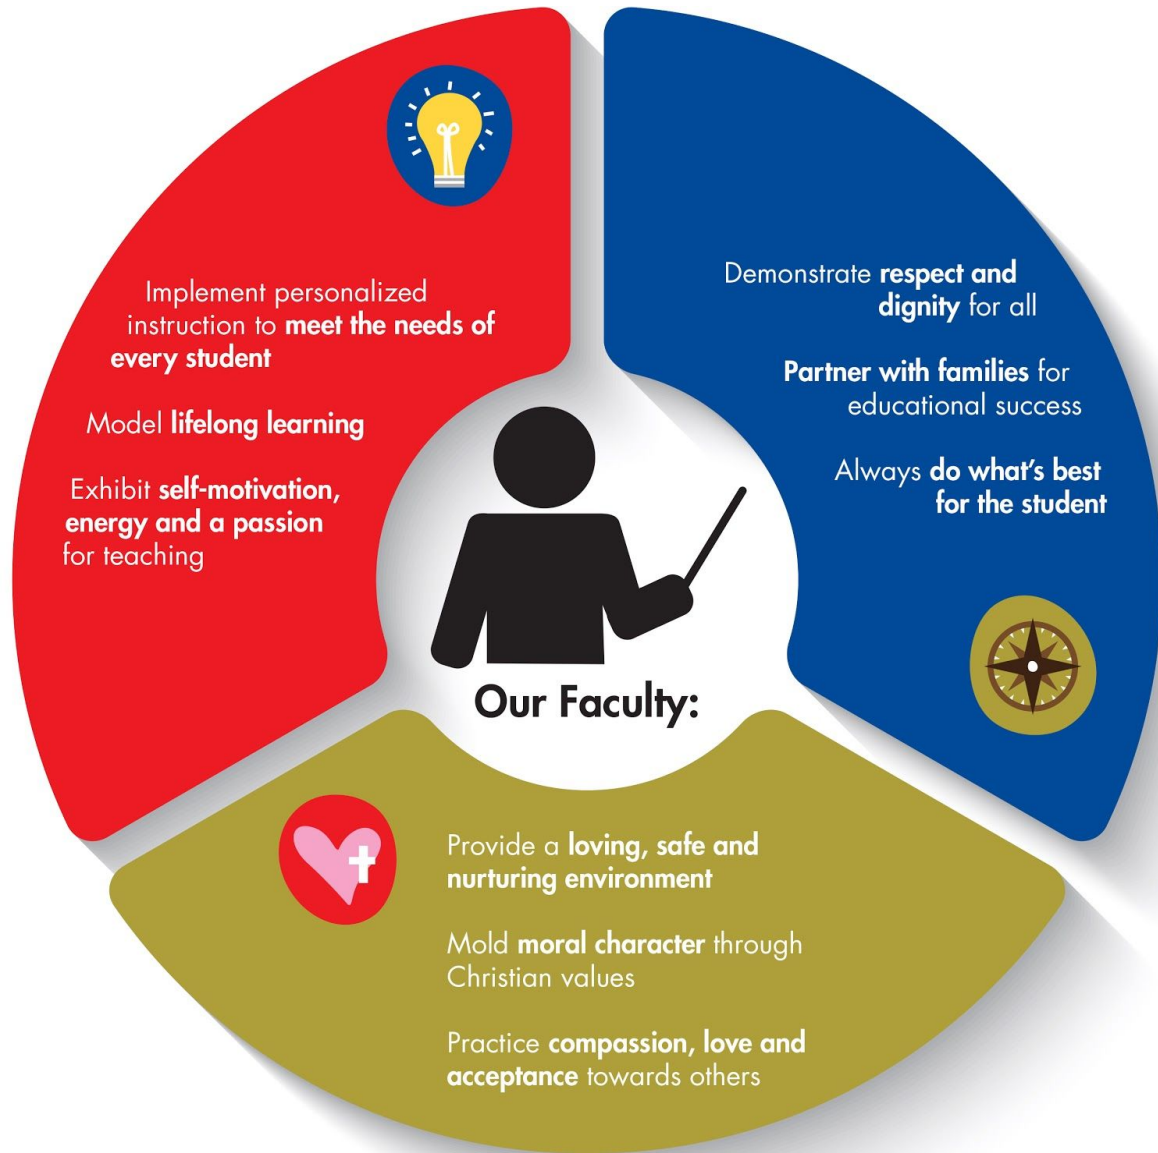 Implement personalized
instruction to meet the needs of
every student
Model lifelong learning
Exhibit self-motivation,
energy and a passion
for teaching
Demonstrate respect and
dignity for all
Partner with families for
educational success
Always do what's best
for the student
Our Faculty:
Provide a loving, safe and
nurturing environment
Mold moral character through
Christian values
Practice compassion, love and
acceptance towards others